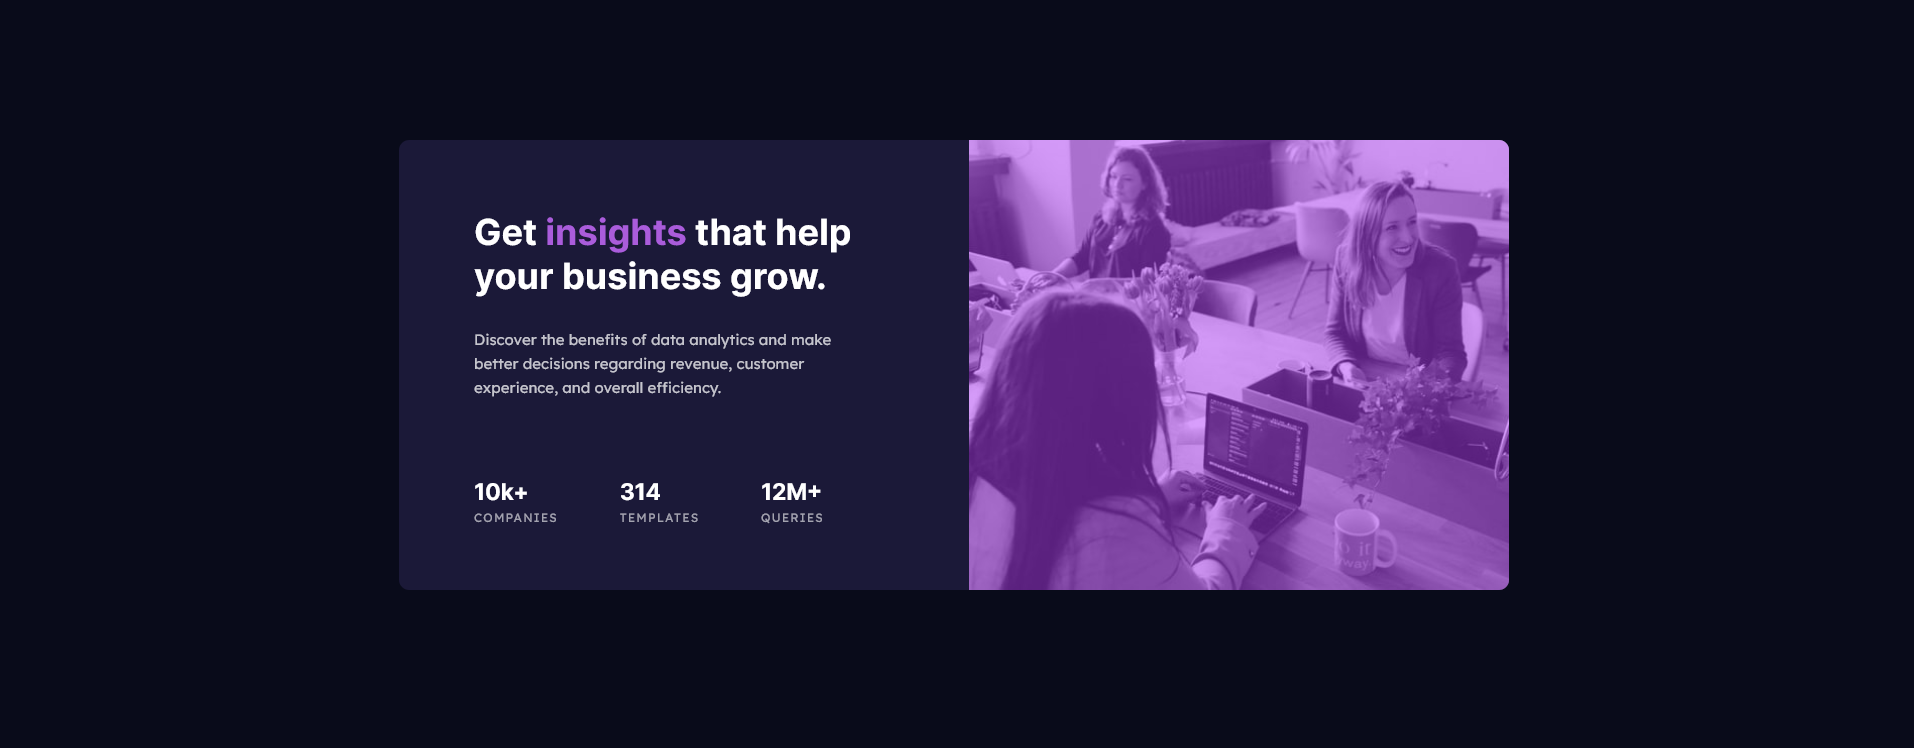 Get insights that help
your business grow.
Discover the benefits of data analytics and make
better decisions regarding revenue, customer
experience, and overall efficiency.
10k+ 314 12M+
COMPANIES TEMPLATES QUERIES